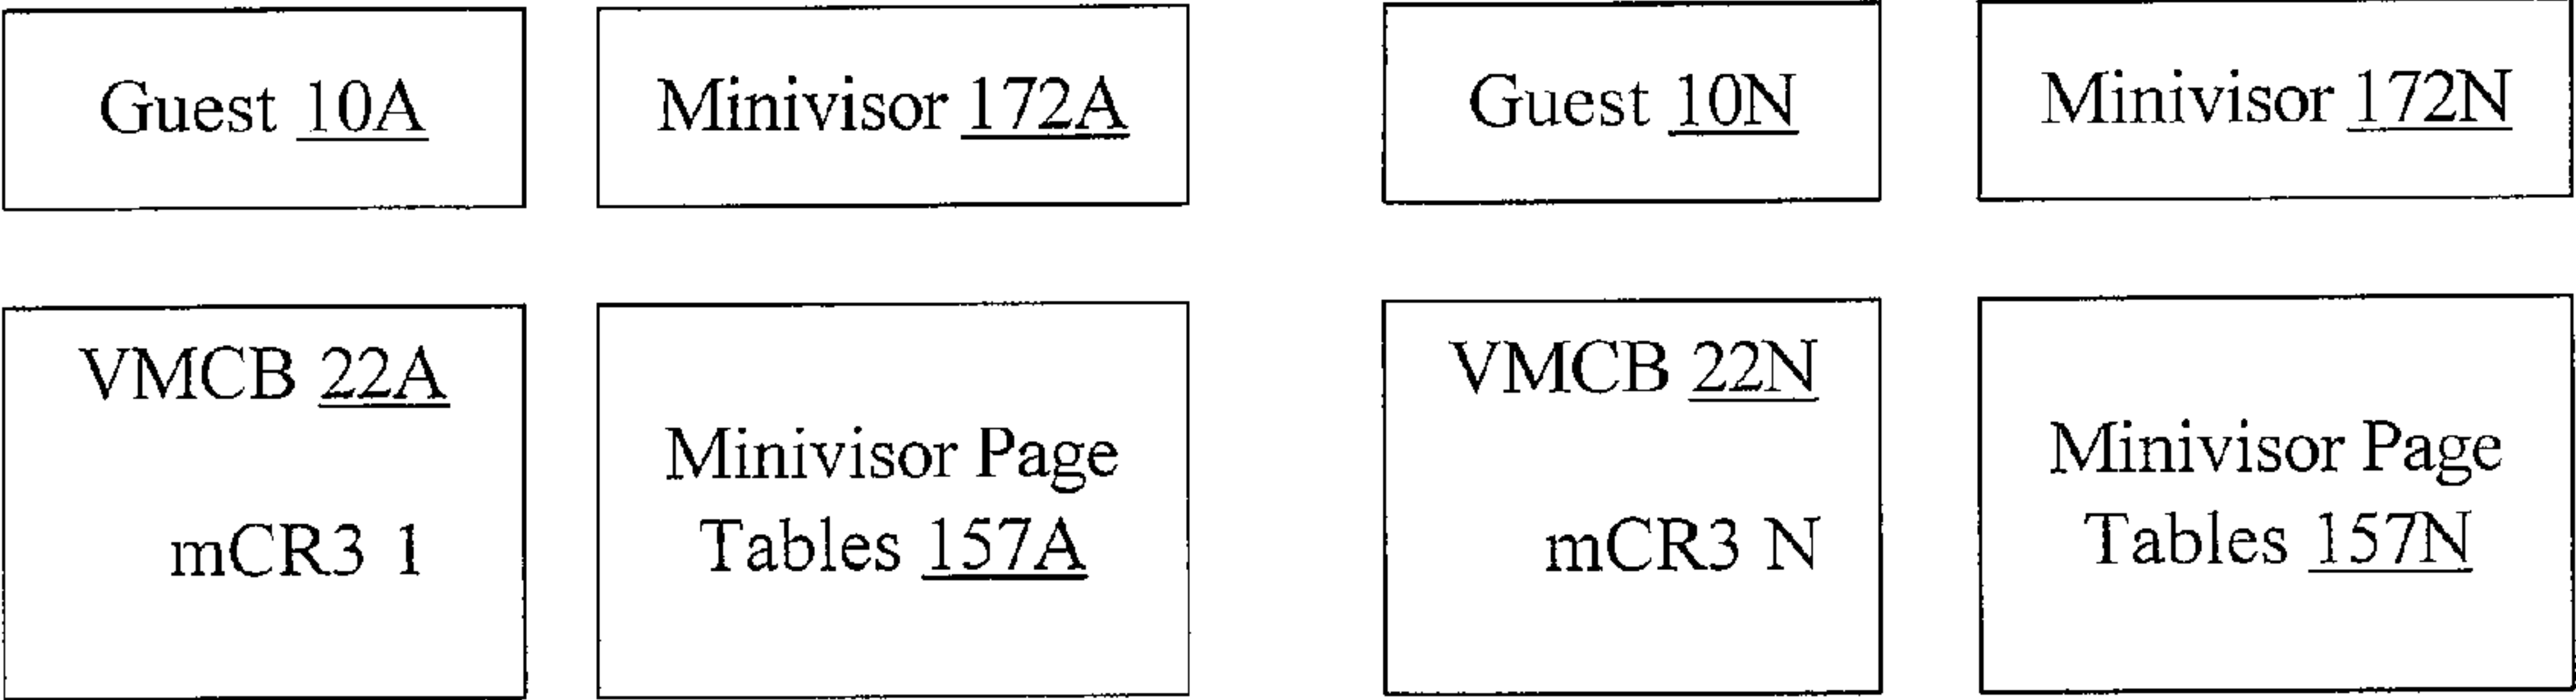 Guest 10A
Minivisor 172A
Guest 10N
Minivisor 172N
VMCB 22A
mCR3 1
Minivisor Page
Tables 157A
VMCB 22N
mCR3 N
Minivisor Page
Tables 157N